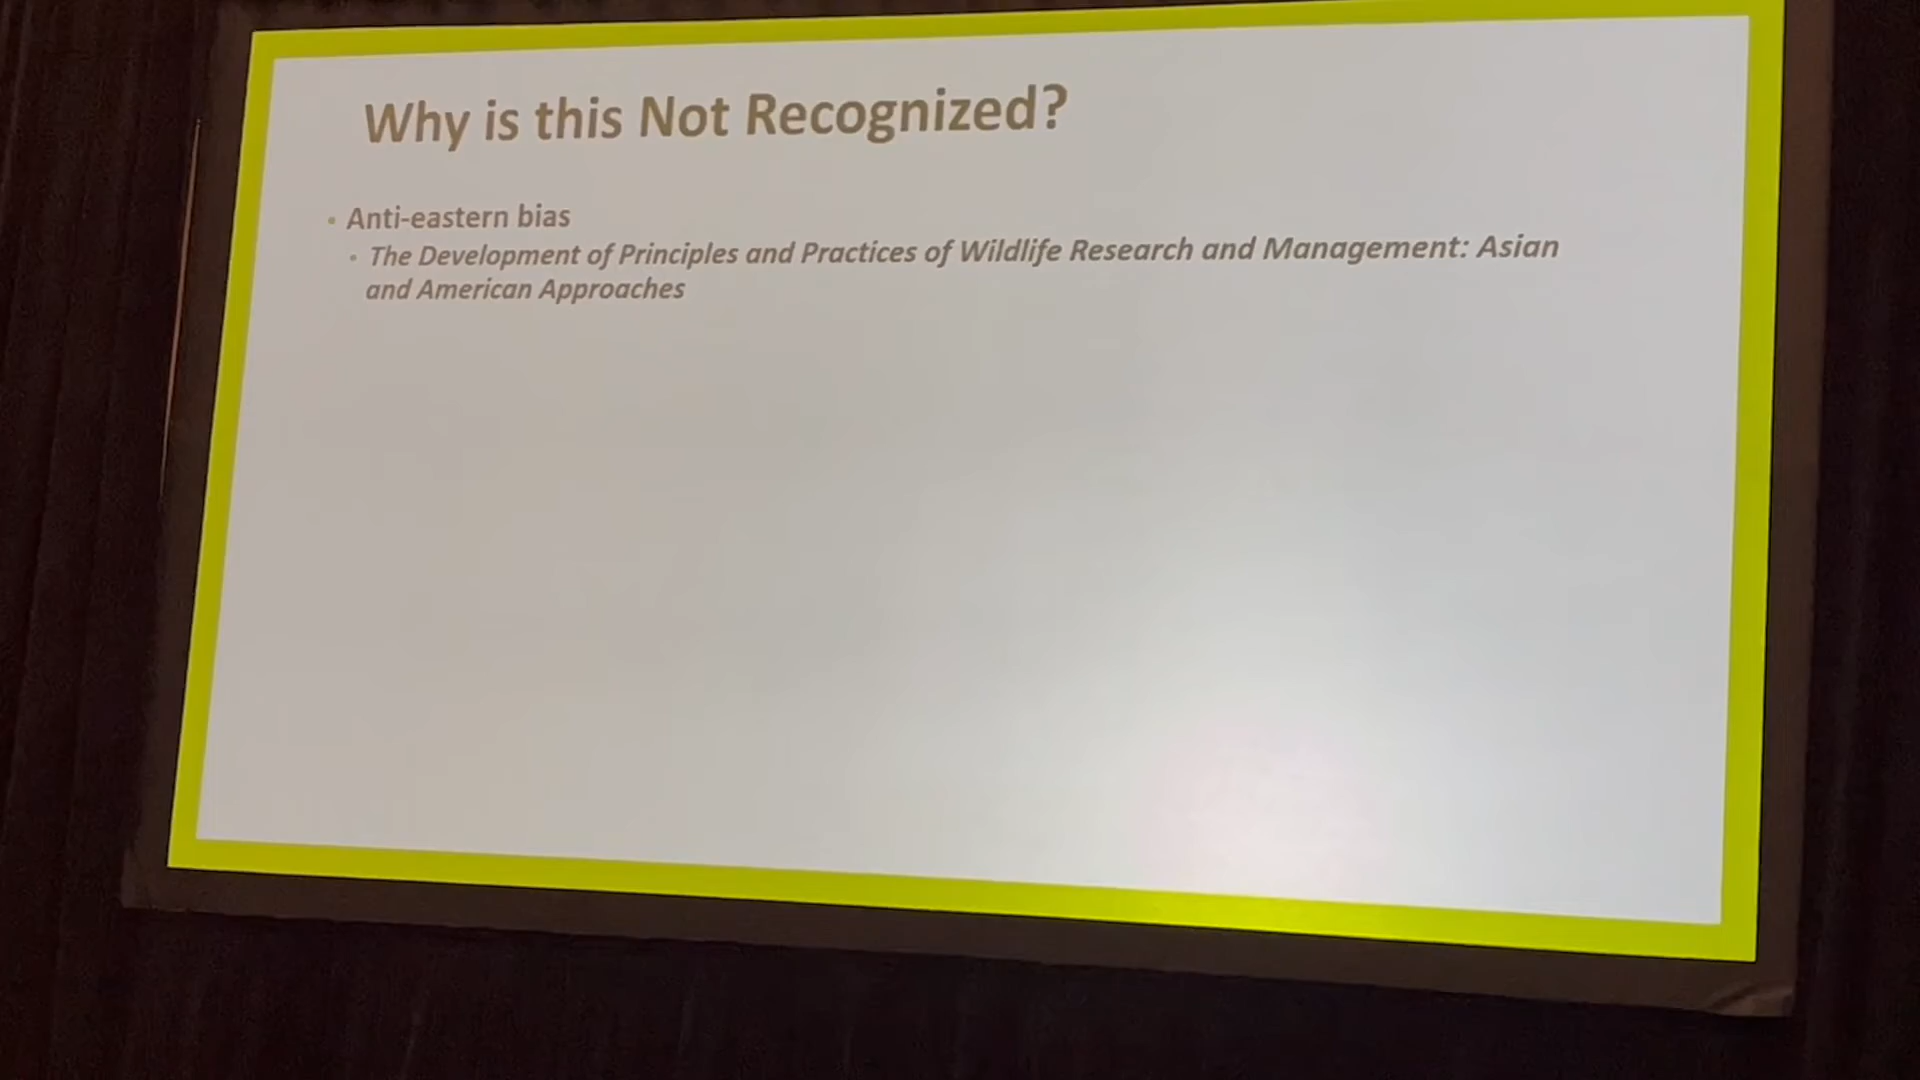 Why is this Not Recognized?
• Anti-eastern bias
• The Development of Principles and Practices of Wildlife Research and Management: Asian
and American Approaches